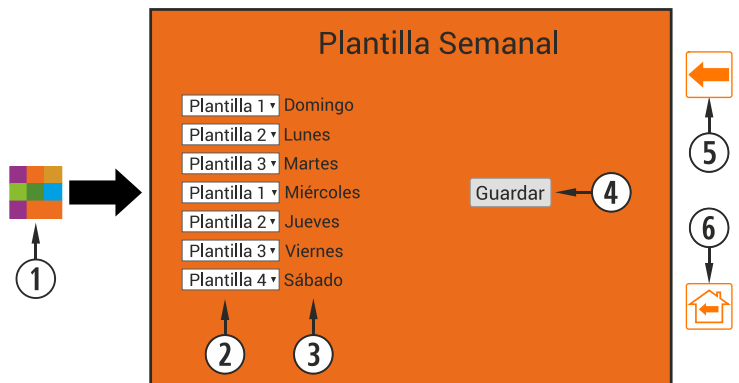 Plantilla Semanal
Plantilla 1 Domingo
Plantilla 2 Lunes
Plantilla 3 Martes
Plantilla 1 Miércoles
Plantilla 2 Jueves
Plantilla 3 Viernes
Plantilla 4 Sábado
Guardar
1
2
3
4
5
6